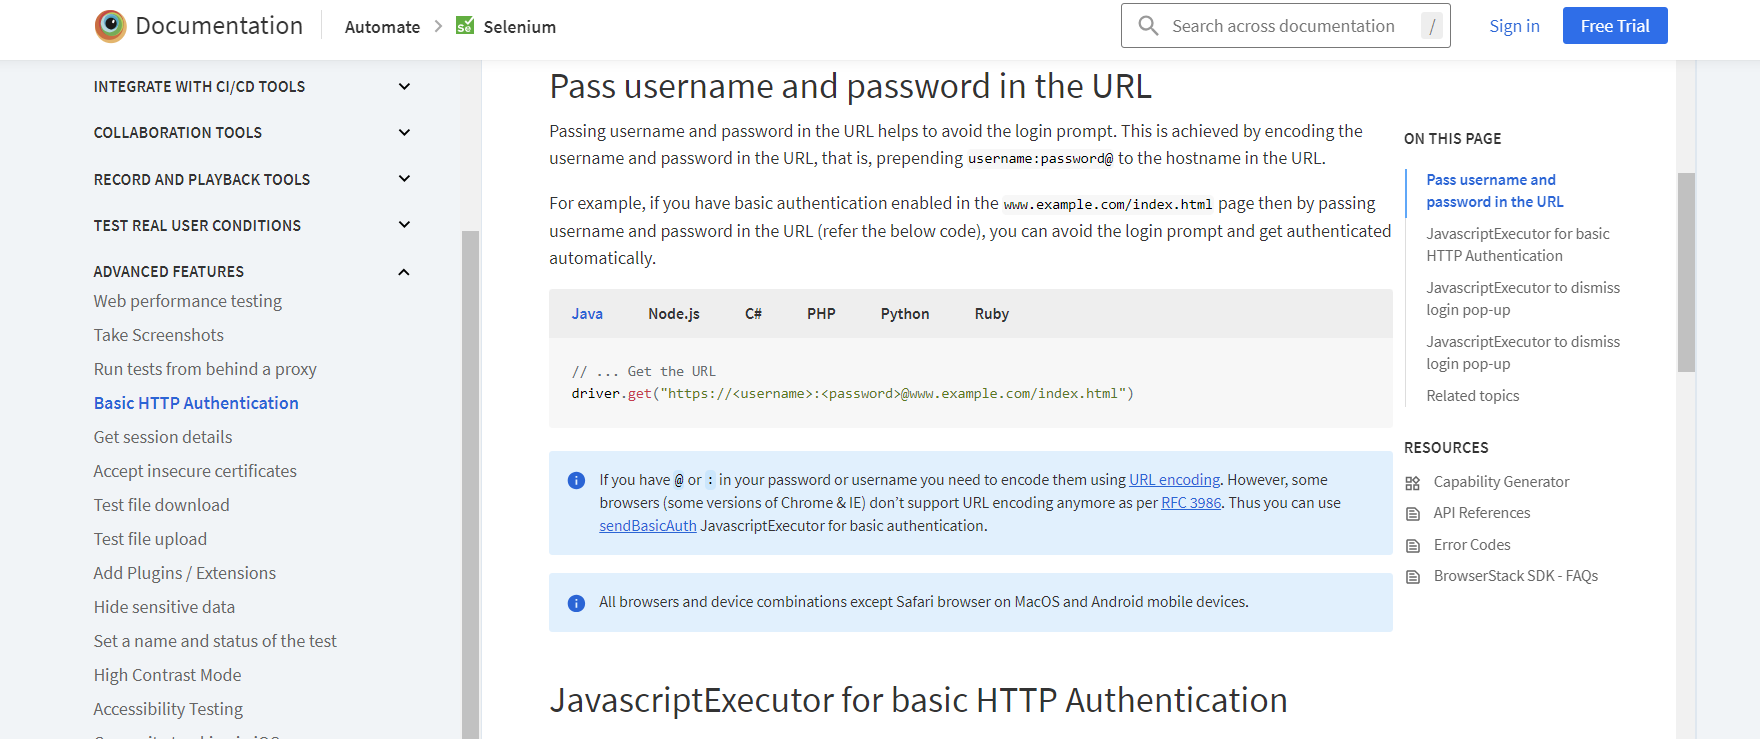 Documentation
Automate > Selenium
Search across documentation /
Sign in
Free Trial
INTEGRATE WITH CI/CD TOOLS
COLLABORATION TOOLS
RECORD AND PLAYBACK TOOLS
TEST REAL USER CONDITIONS
ADVANCED FEATURES
Web performance testing
Take Screenshots
Run tests from behind a proxy
Basic HTTP Authentication
Get session details
Accept insecure certificates
Test file download
Test file upload
Add Plugins / Extensions
Hide sensitive data
Set a name and status of the test
High Contrast Mode
Accessibility Testing
Pass username and password in the URL
Passing username and password in the URL helps to avoid the login prompt. This is achieved by encoding the
username and password in the URL, that is, prepending username:password@ to the hostname in the URL.
For example, if you have basic authentication enabled in the www.example.com/index.html page then by passing
username and password in the URL (refer the below code), you can avoid the login prompt and get authenticated
automatically.
Java Node.js C# PHP Python Ruby
// ... Get the URL
driver.get("https://<username>:<password>@www.example.com/index.html")
If you have @ or : in your password or username you need to encode them using URL encoding. However, some
browsers (some versions of Chrome & IE) don’t support URL encoding anymore as per RFC 3986. Thus you can use
sendBasicAuth JavascriptExecutor for basic authentication.
All browsers and device combinations except Safari browser on MacOS and Android mobile devices.
JavascriptExecutor for basic HTTP Authentication
ON THIS PAGE
Pass username and
password in the URL
JavascriptExecutor for basic
HTTP Authentication
JavascriptExecutor to dismiss
login pop-up
JavascriptExecutor to dismiss
login pop-up
Related topics
RESOURCES
Capability Generator
API References
Error Codes
BrowserStack SDK - FAQs